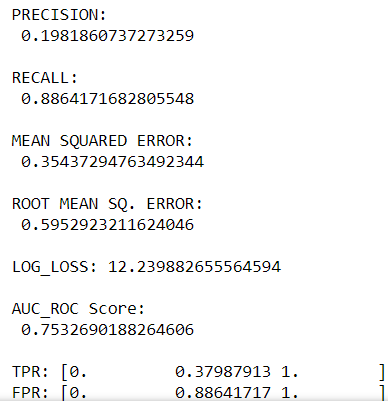 PRECISION:
0.1981860737273259
RECALL:
0.8864171682805548
MEAN SQUARED ERROR:
0.35437294763492344
ROOT MEAN SQ. ERROR:
0.5952923211624046
LOG_LOSS: 12.239882655564594
AUC_ROC Score:
0.7532690188264606
TPR: [0.         0.37987913 1.        ]
FPR: [0.         0.88641717 1.        ]